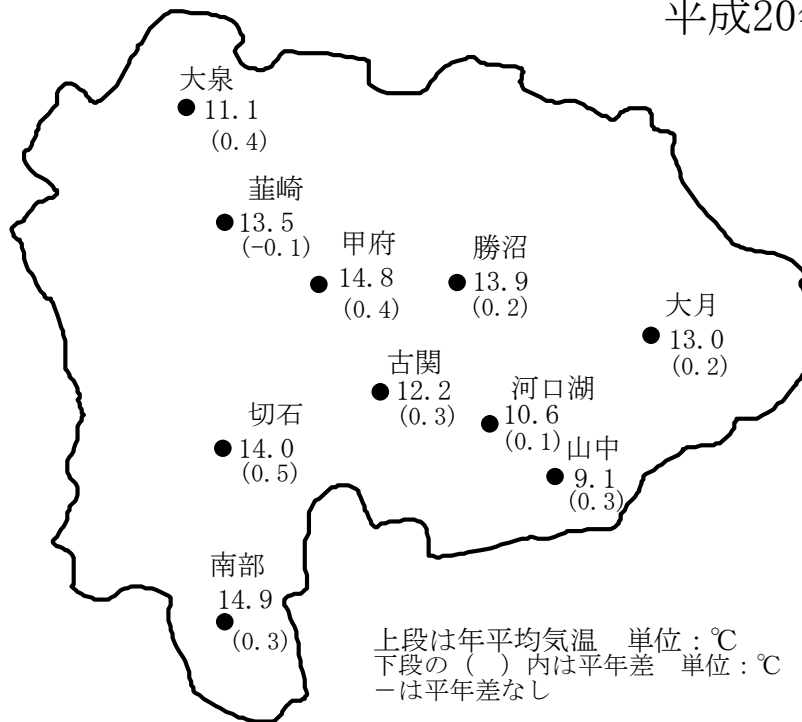 平成20年
大泉
11.1
(0.4)
韮崎
13.5
(-0.1)
甲府
14.8
(0.4)
勝沼
13.9
(0.2)
大月
13.0
(0.2)
古関
12.2
(0.3)
河口湖
10.6
(0.1)
切石
14.0
(0.5)
山中
9.1
(0.3)
南部
14.9
(0.3)
上段は年平均気温　単位：℃
下段の（　）内は平年差　単位：℃
－は平年差なし